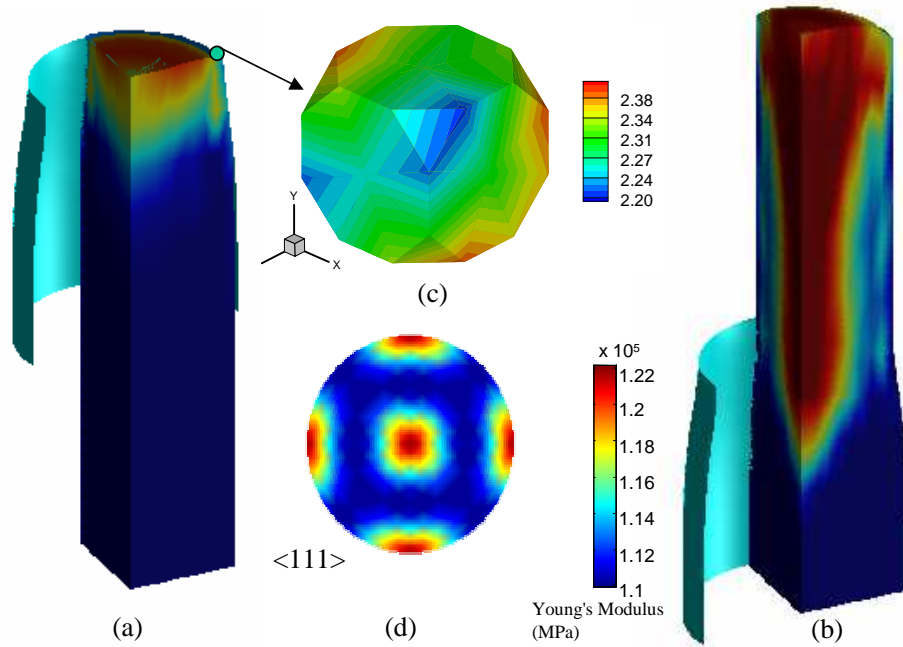 2.38
2.34
2.31
2.27
2.23
2.20
Y
X
(c)
x 10⁵
1.22
1.2
1.18
1.16
1.14
1.12
1.1
<111>
Young's Modulus
(MPa)
(a)
(d)
(b)